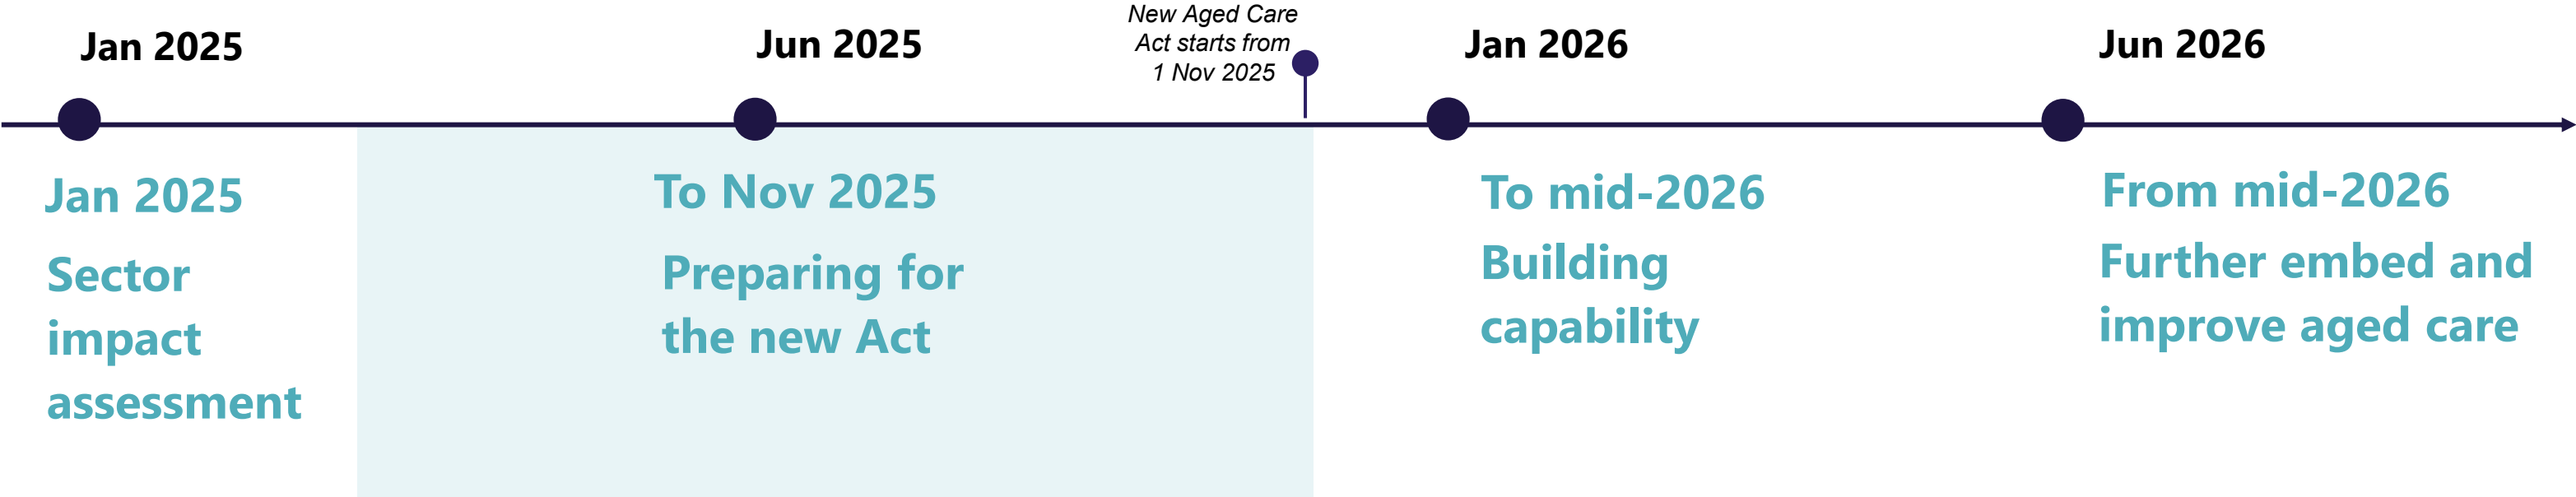 Jan 2025
Jun 2025
New Aged Care
Act starts from
1 Nov 2025
Jan 2026
Jun 2026
Jan 2025
Sector
impact
assessment
To Nov 2025
Preparing for
the new Act
To mid-2026
Building
capability
From mid-2026
Further embed and
improve aged care